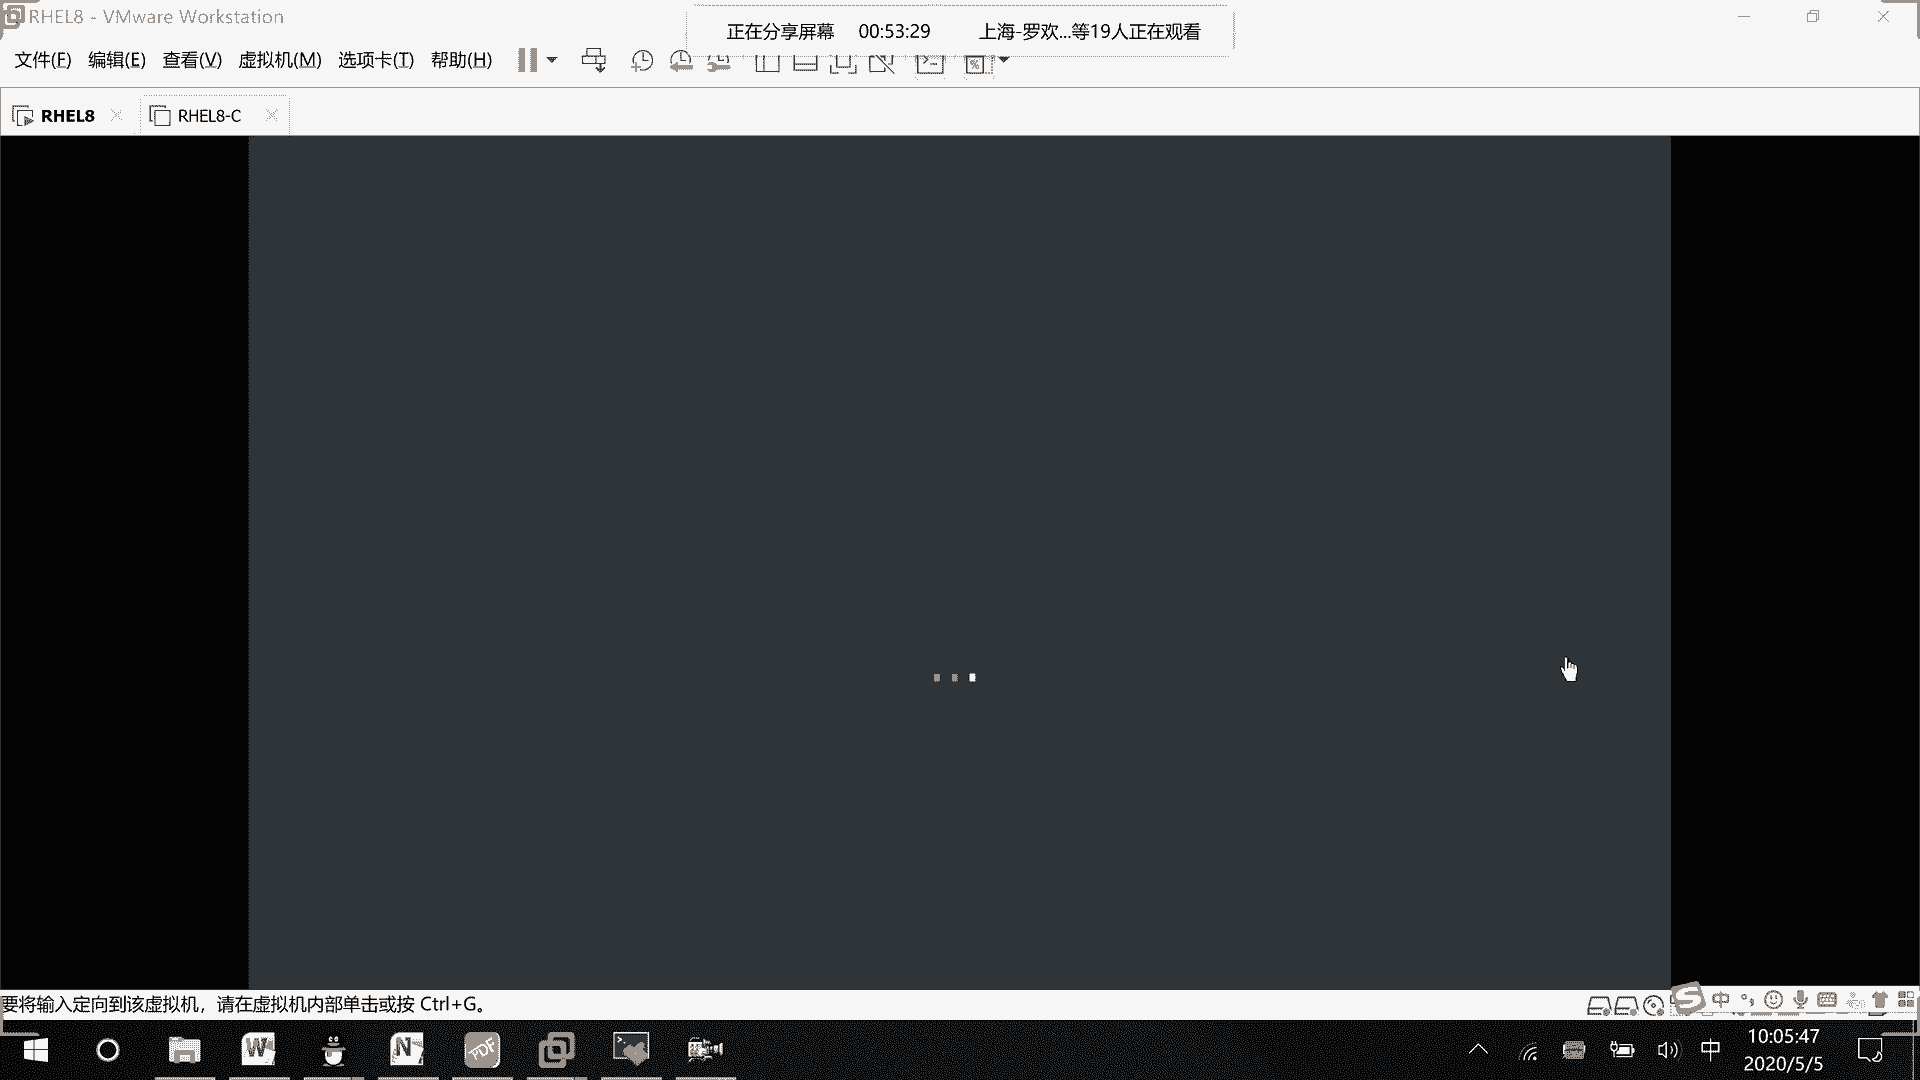 RHEL8 - VMware Workstation
正在分享屏幕 00:53:29 上海-罗欢...等19人正在观看
文件(F) 编辑(E) 查看(V) 虚拟机(M) 选项卡(T) 帮助(H)
RHEL8
RHEL8-C
要将输入定向到该虚拟机，请在虚拟机内部单击或按 Ctrl+G。
中
W
N
PDF
中
10:05:47
2020/5/5